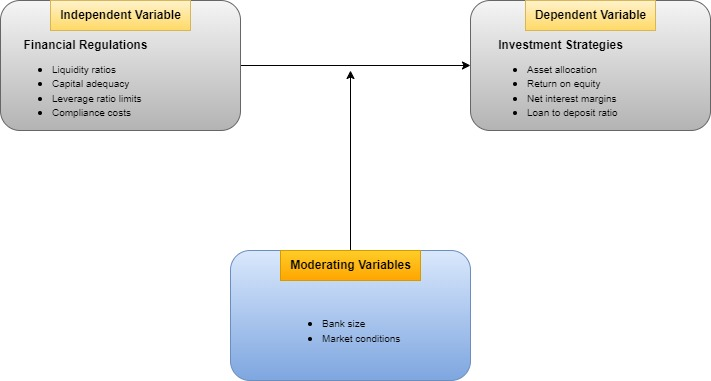 Independent Variable
Financial Regulations
• Liquidity ratios
• Capital adequacy
• Leverage ratio limits
• Compliance costs
Dependent Variable
Investment Strategies
• Asset allocation
• Return on equity
• Net interest margins
• Loan to deposit ratio
Moderating Variables
• Bank size
• Market conditions